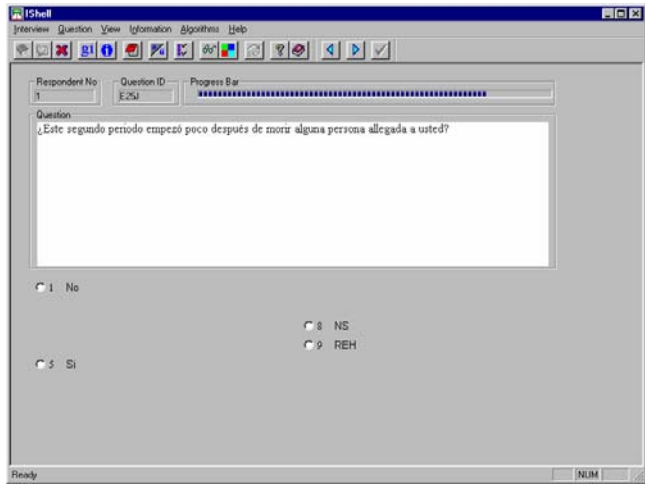 IShell
Interview Question View Information Algorithms Help
g1
Respondent No Question ID Progress Bar
1 E25J
Question
¿Este segundo periodo empezó poco después de morir alguna persona allegada a usted?
1 No
8 NS
9 REH
5 Si
Ready NUM